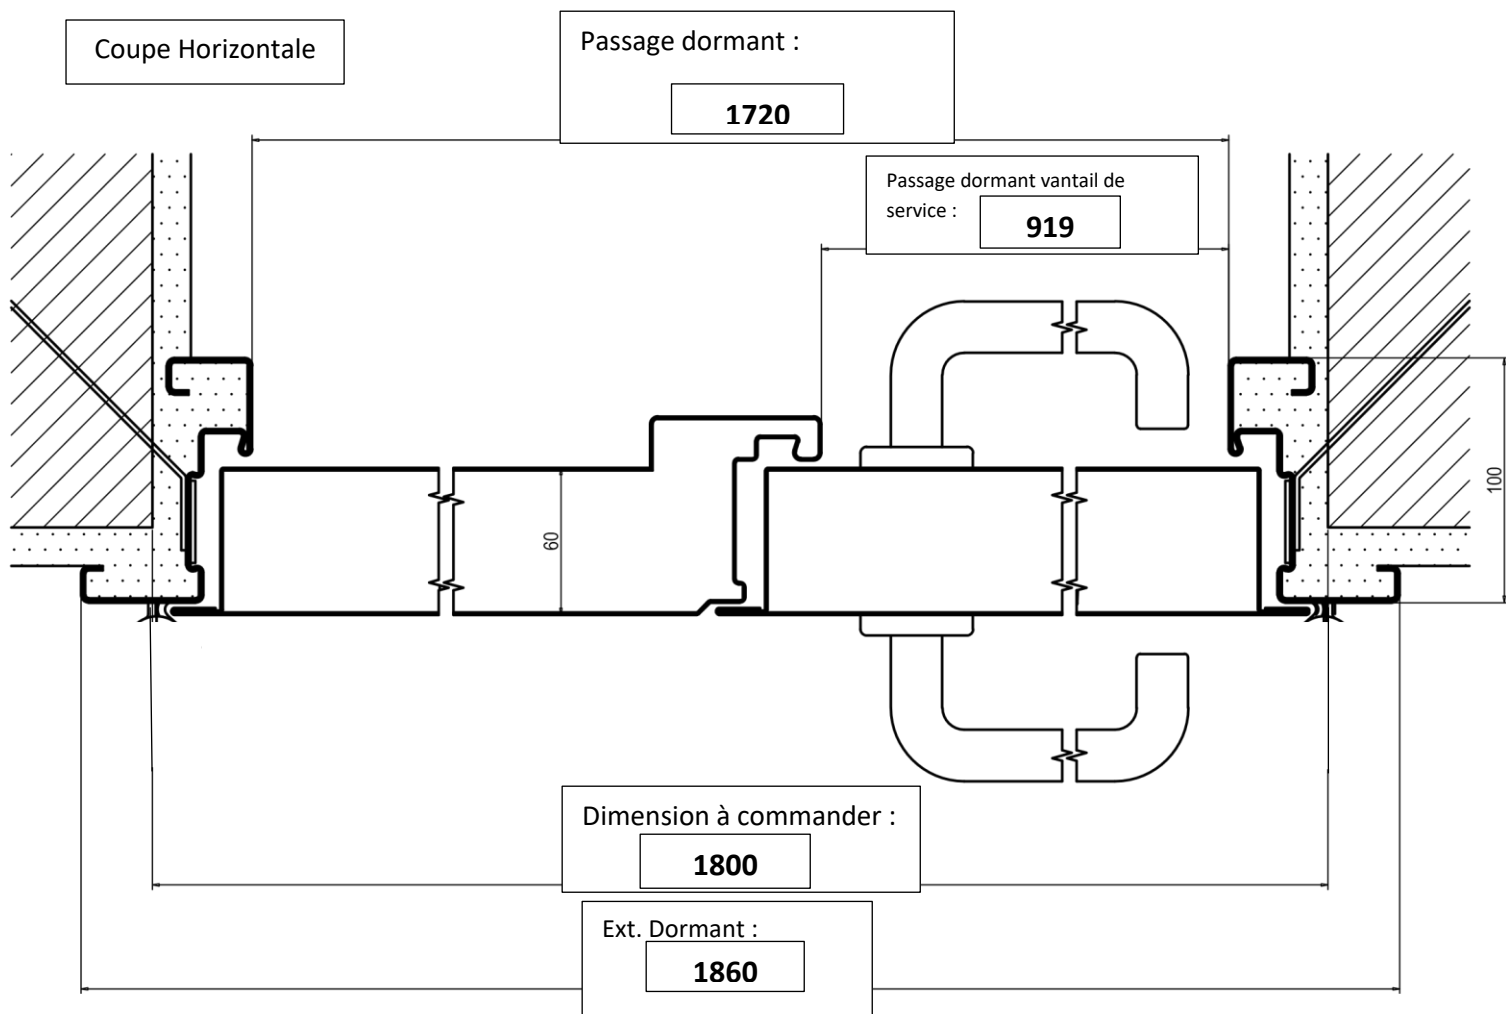 Coupe Horizontale
Passage dormant :
1720
Passage dormant vantail de
service :
919
100
60
Dimension à commander :
1800
Ext. Dormant :
1860